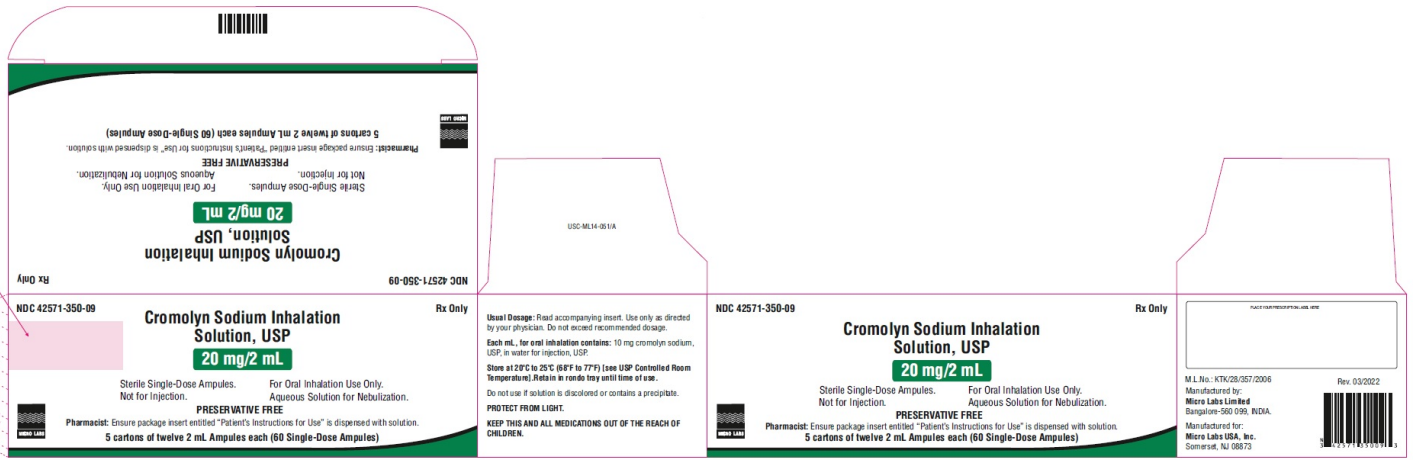 5 cartons of twelve 2 mL Ampules each (60 Single-Dose Ampules)
Pharmacist: Ensure package insert entitled "Patient's Instructions for Use" is dispensed with solution.
PRESERVATIVE FREE
Not for Injection. Aqueous Solution for Nebulization.
Sterile Single-Dose Ampules. For Oral Inhalation Use Only.
20 mg/2 mL
Solution, USP
Cromolyn Sodium Inhalation
NDC 42571-350-09 Rx Only
MICRO LABS
USC-ML14-051/A
NDC 42571-350-09 Rx Only
Cromolyn Sodium Inhalation
Solution, USP
20 mg/2 mL
Sterile Single-Dose Ampules. For Oral Inhalation Use Only.
Not for Injection. Aqueous Solution for Nebulization.
PRESERVATIVE FREE
Pharmacist: Ensure package insert entitled “Patient's Instructions for Use” is dispensed with solution.
5 cartons of twelve 2 mL Ampules each (60 Single-Dose Ampules)
MICRO LABS
Usual Dosage: Read accompanying insert. Use only as directed
by your physician. Do not exceed recommended dosage.
Each mL, for oral inhalation contains: 10 mg cromolyn sodium,
USP, in water for injection, USP.
Store at 20°C to 25°C (68°F to 77°F) [see USP Controlled Room
Temperature].Retain in rondo tray until time of use.
Do not use if solution is discolored or contains a precipitate.
PROTECT FROM LIGHT.
KEEP THIS AND ALL MEDICATIONS OUT OF THE REACH OF
CHILDREN.
NDC 42571-350-09 Rx Only
Cromolyn Sodium Inhalation
Solution, USP
20 mg/2 mL
Sterile Single-Dose Ampules. For Oral Inhalation Use Only.
Not for Injection. Aqueous Solution for Nebulization.
PRESERVATIVE FREE
Pharmacist: Ensure package insert entitled “Patient's Instructions for Use” is dispensed with solution.
5 cartons of twelve 2 mL Ampules each (60 Single-Dose Ampules)
MICRO LABS
PLACE YOUR PRESCRIPTION LABEL HERE
M.L.No.: KTK/28/357/2006
Manufactured by:
Micro Labs Limited
Bangalore-560 099, INDIA.
Manufactured for:
Micro Labs USA, Inc.
Somerset, NJ 08873
Rev. 03/2022
N
3 42571 35009 3